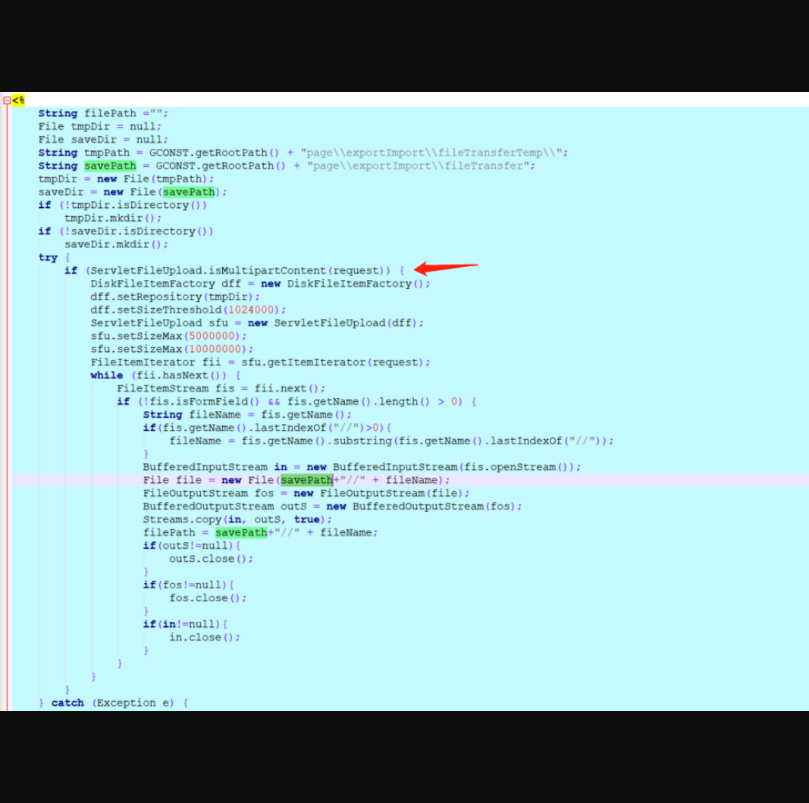 <%
String filePath ="";
File tmpDir = null;
File saveDir = null;
String tmpPath = GCONST.getRootPath() + "page\\exportImport\\fileTransferTemp\\";
String savePath = GCONST.getRootPath() + "page\\exportImport\\fileTransfer";
tmpDir = new File(tmpPath);
saveDir = new File(savePath);
if (!tmpDir.isDirectory())
tmpDir.mkdir();
if (!saveDir.isDirectory())
saveDir.mkdir();
try {
if (ServletFileUpload.isMultipartContent(request)) {
DiskFileItemFactory dff = new DiskFileItemFactory();
dff.setRepository(tmpDir);
dff.setSizeThreshold(1024000);
ServletFileUpload sfu = new ServletFileUpload(dff);
sfu.setSizeMax(5000000);
sfu.setSizeMax(10000000);
FileItemIterator fii = sfu.getItemIterator(request);
while (fii.hasNext()) {
FileItemStream fis = fii.next();
if (!fis.isFormField() && fis.getName().length() > 0) {
String fileName = fis.getName();
if(fis.getName().lastIndexOf("//")>0){
fileName = fis.getName().substring(fis.getName().lastIndexOf("//"));
}
BufferedInputStream in = new BufferedInputStream(fis.openStream());
File file = new File(savePath+"//" + fileName);
FileOutputStream fos = new FileOutputStream(file);
BufferedOutputStream outS = new BufferedOutputStream(fos);
Streams.copy(in, outS, true);
filePath = savePath+"//" + fileName;
if(outS!=null){
outS.close();
}
if(fos!=null){
fos.close();
}
if(in!=null){
in.close();
}
}
}
}
} catch (Exception e) {